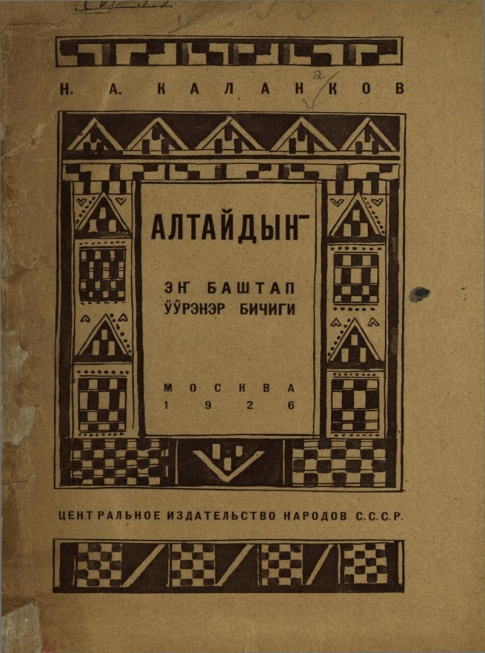 Н. А. КАЛАНКОВ
а
АЛТАЙДЫҤ
ЭҤ БАШТАП
ӰӰРЭНЭР БИЧИГИ
МОСКВА
1926
ЦЕНТРАЛЬНОЕ ИЗДАТЕЛЬСТВО НАРОДОВ С.С.С.Р.